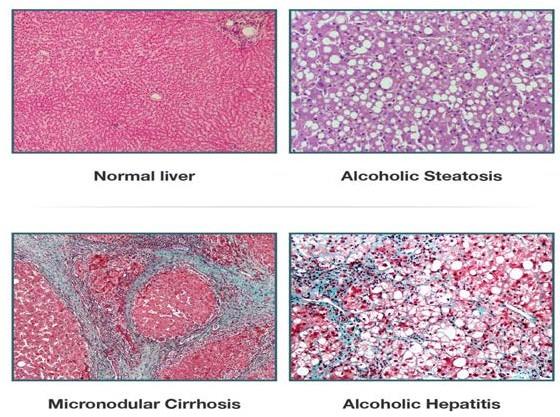 Normal liver
Alcoholic Steatosis
Micronodular Cirrhosis
Alcoholic Hepatitis